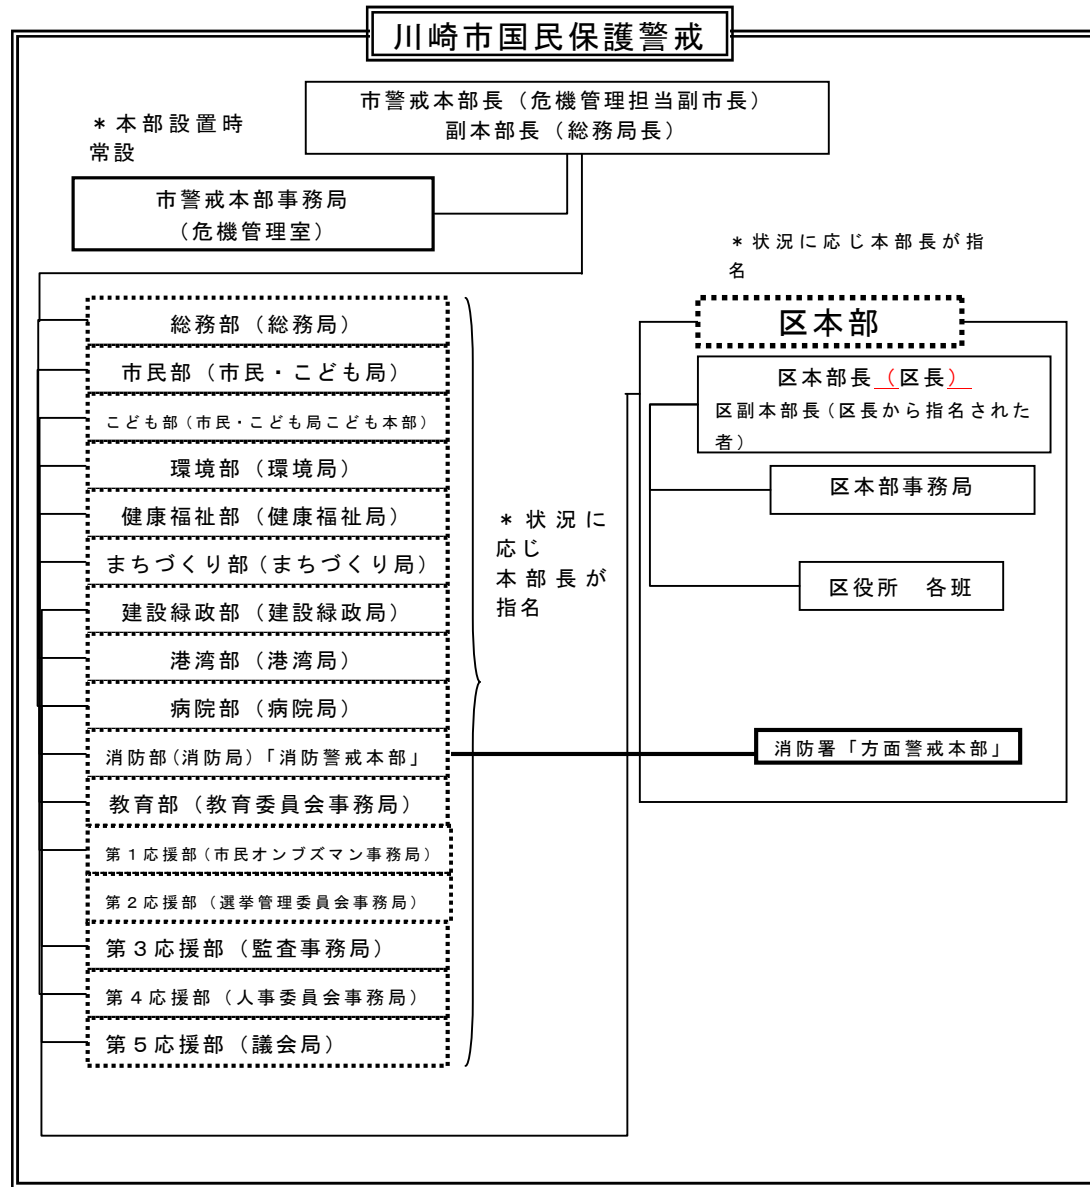 川崎市国民保護警戒
市警戒本部長（危機管理担当副市長）
副本部長（総務局長）
＊本部設置時
常設
市警戒本部事務局
（危機管理室）
総務部（総務局）
市民部（市民・こども局）
こども部（市民・こども局こども本部）
環境部（環境局）
健康福祉部（健康福祉局）
まちづくり部（まちづくり局）
建設緑政部（建設緑政局）
港湾部（港湾局）
病院部（病院局）
消防部（消防局）「消防警戒本部」
教育部（教育委員会事務局）
第１応援部（市民オンブズマン事務局）
第２応援部（選挙管理委員会事務局）
第３応援部（監査事務局）
第４応援部（人事委員会事務局）
第５応援部（議会局）
＊状況に
応じ
本部長が
指名
＊状況に応じ本部長が指
名
区本部
区本部長（区長）
区副本部長（区長から指名された
者）
区本部事務局
区役所　各班
消防署「方面警戒本部」